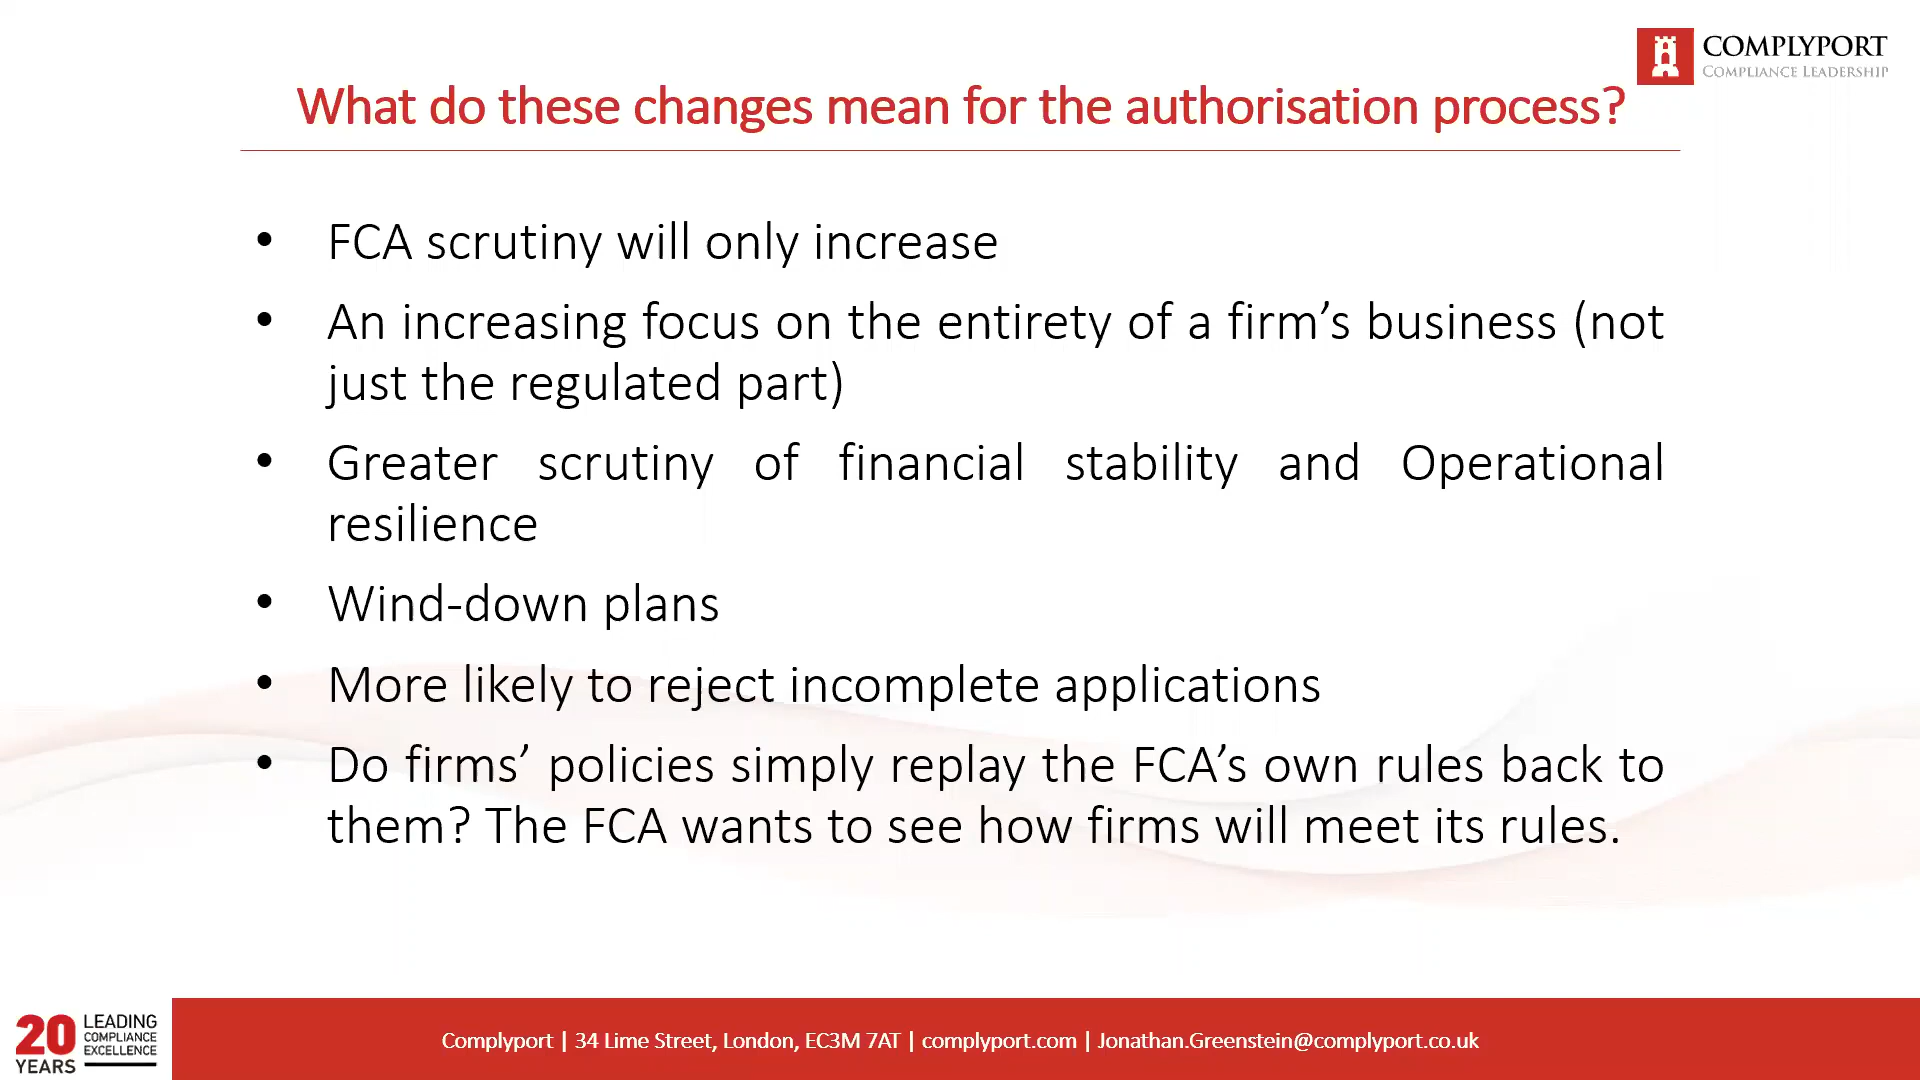 COMPLYPORT
COMPLIANCE LEADERSHIP
What do these changes mean for the authorisation process?
• FCA scrutiny will only increase
• An increasing focus on the entirety of a firm’s business (not
just the regulated part)
• Greater scrutiny of financial stability and Operational
resilience
• Wind-down plans
• More likely to reject incomplete applications
• Do firms’ policies simply replay the FCA’s own rules back to
them? The FCA wants to see how firms will meet its rules.
20 YEARS
LEADING
COMPLIANCE
EXCELLENCE
Complyport | 34 Lime Street, London, EC3M 7AT | complyport.com | Jonathan.Greenstein@complyport.co.uk